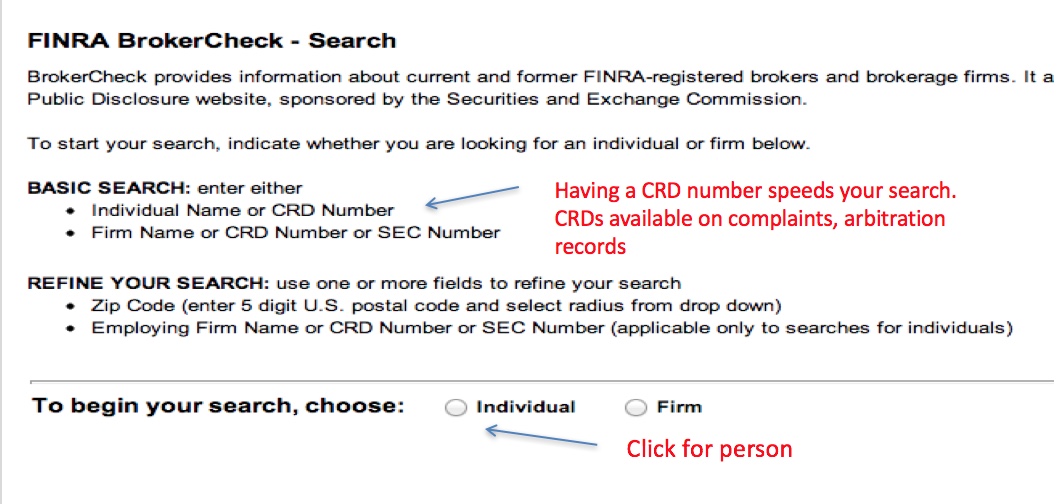 FINRA BrokerCheck - Search
BrokerCheck provides information about current and former FINRA-registered brokers and brokerage firms. It a
Public Disclosure website, sponsored by the Securities and Exchange Commission.
To start your search, indicate whether you are looking for an individual or firm below.
BASIC SEARCH: enter either
• Individual Name or CRD Number
• Firm Name or CRD Number or SEC Number
Having a CRD number speeds your search.
CRDs available on complaints, arbitration
records
REFINE YOUR SEARCH: use one or more fields to refine your search
• Zip Code (enter 5 digit U.S. postal code and select radius from drop down)
• Employing Firm Name or CRD Number or SEC Number (applicable only to searches for individuals)
To begin your search, choose: Individual Firm
Click for person